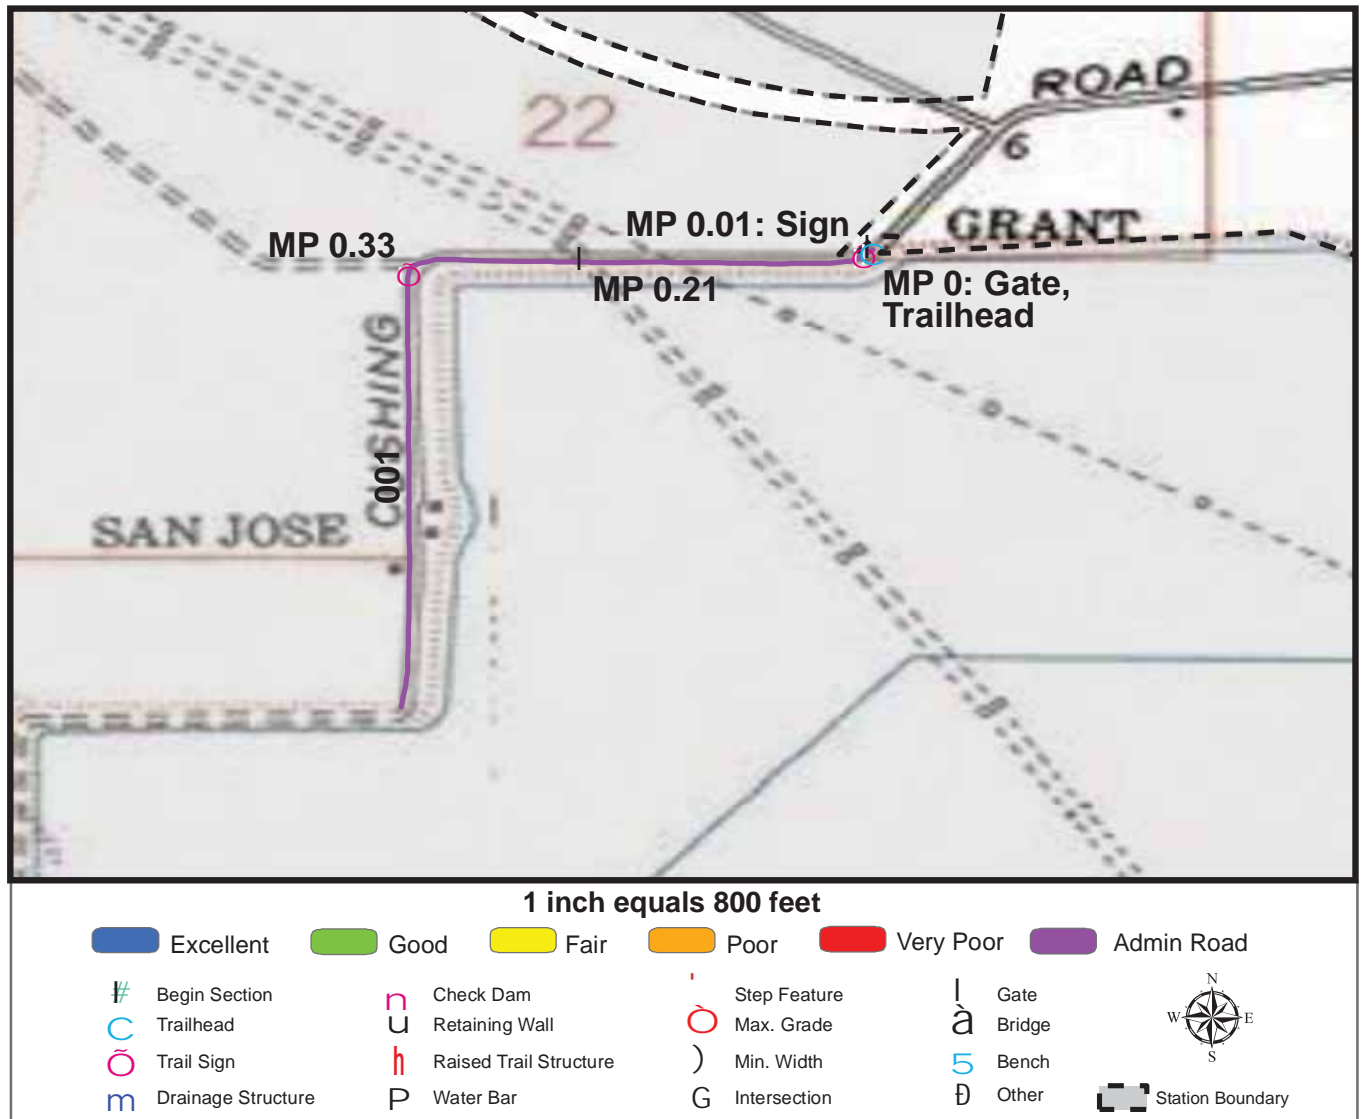 22
ROAD
6
GRANT
MP 0.01: Sign
MP 0.33
MP 0.21
MP 0: Gate,
Trailhead
CUSHING
001
SAN JOSE
1 inch equals 800 feet
Excellent
Good
Fair
Poor
Very Poor
Admin Road
Begin Section
n Check Dam
Step Feature
l Gate
C Trailhead
u Retaining Wall
Ò Max. Grade
à Bridge
Õ Trail Sign
h Raised Trail Structure
) Min. Width
5 Bench
m Drainage Structure
P Water Bar
G Intersection
Ð Other
Station Boundary
N
W E
S